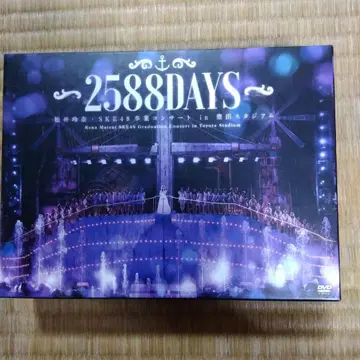 2588DAYS
松井玲奈・SKE48卒業コンサート in 豊田スタジアム
Rena Matsui SKE48 Graduation Concert in Toyota Stadium
DVD